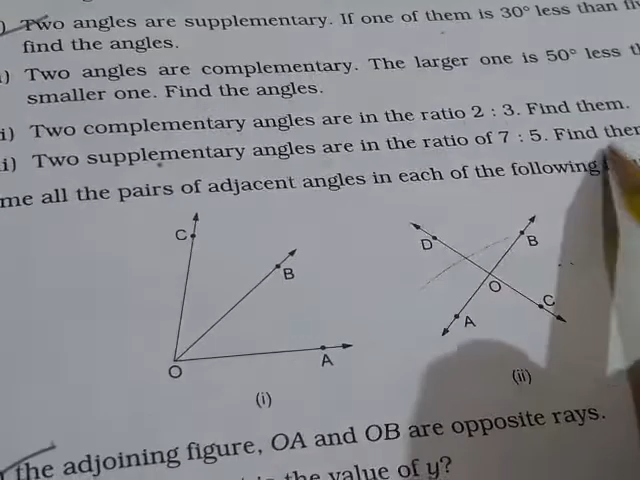 ) Two angles are supplementary. If one of them is 30° less than
find the angles.
i) Two angles are complementary. The larger one is 50° less
smaller one. Find the angles.
i) Two complementary angles are in the ratio 2 : 3. Find them.
i) Two supplementary angles are in the ratio of 7 : 5. Find
me all the pairs of adjacent angles in each of the following
C
B
O
A
(i)
D
B
O
C
A
(ii)
the adjoining figure, OA and OB are opposite rays.
the value of y?